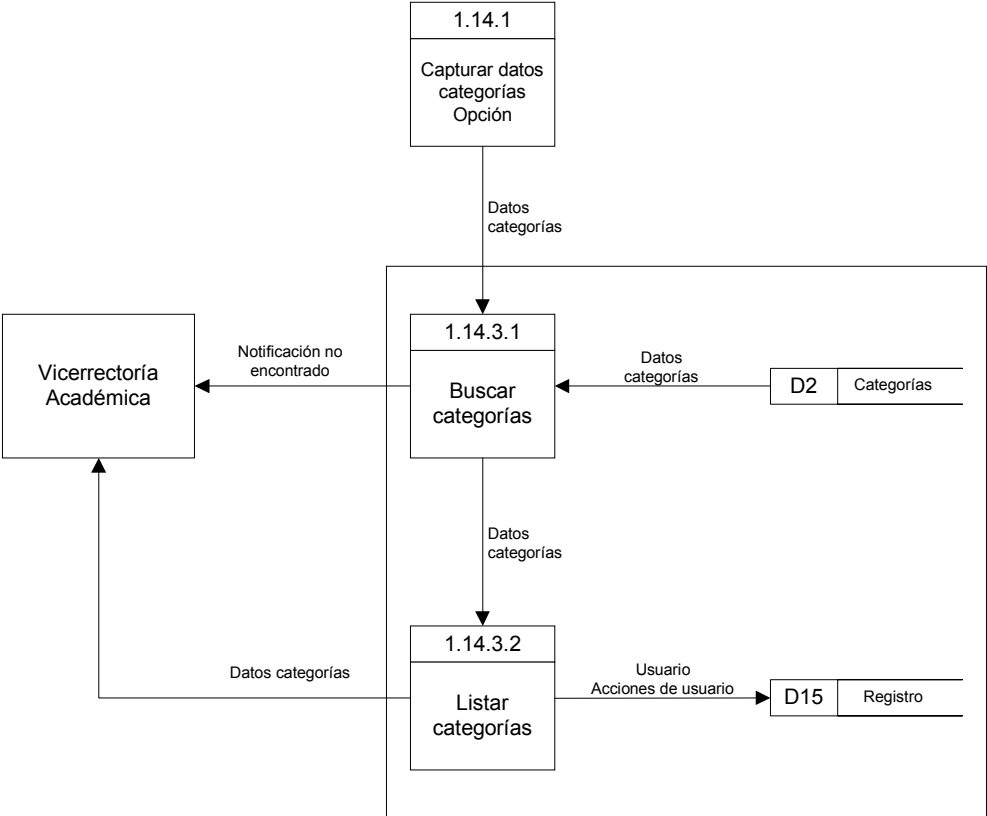 1.14.1
Capturar datos
categorías
Opción
Datos
categorías
1.14.3.1
Buscar
categorías
Notificación no
encontrado
Vicerrectoría
Académica
Datos
categorías
D2
Categorías
Datos
categorías
1.14.3.2
Listar
categorías
Datos categorías
Usuario
Acciones de usuario
D15
Registro